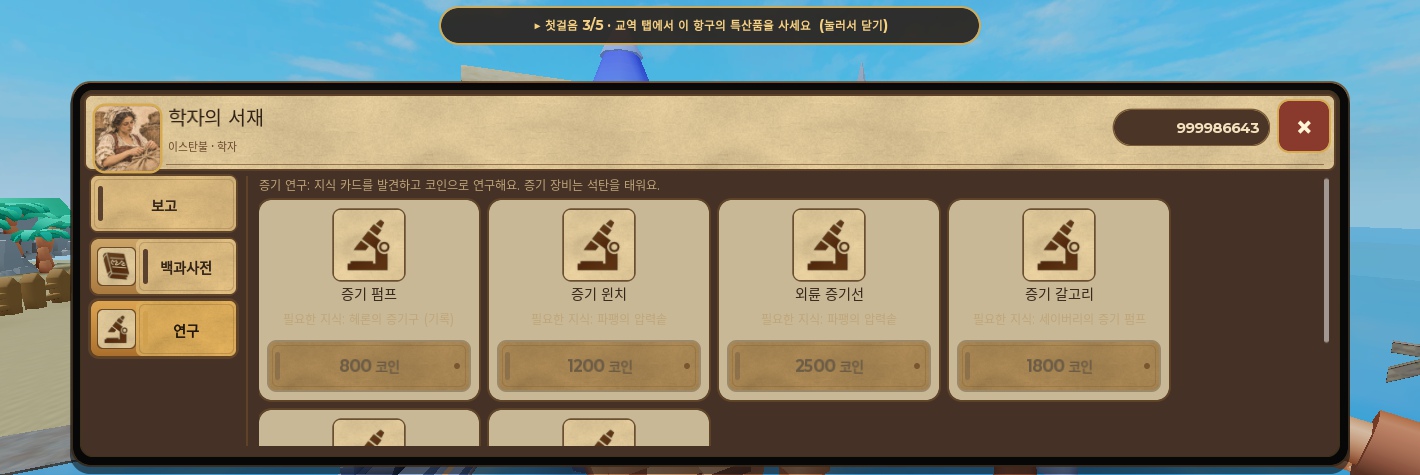 ▸ 첫걸음 3/5 · 교역 탭에서 이 항구의 특산품을 사세요 (눌러서 닫기)
학자의 서재
이스탄불 · 학자
999986643
×
보고
백과사전
연구
증기 연구: 지식 카드를 발견하고 코인으로 연구해요. 증기 장비는 석탄을 태워요.
증기 펌프
필요한 지식: 헤론의 증기구 (기록)
800 코인
증기 윈치
필요한 지식: 파팽의 압력솥
1200 코인
외륜 증기선
필요한 지식: 파팽의 압력솥
2500 코인
증기 갈고리
필요한 지식: 세이버리의 증기 펌프
1800 코인